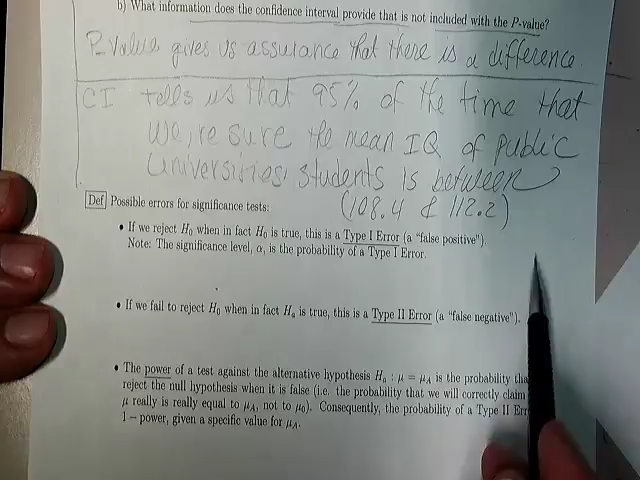 b) What information does the confidence interval provide that is not included with the P-value?
P-Value gives us assurance that there is a difference
CI tells us that 95% of the time that
we,re sure the mean IQ of public
Universities, students is between
(108.4 & 112.2)
Def Possible errors for significance tests:
• If we reject H₀ when in fact H₀ is true, this is a Type I Error (a “false positive”).
Note: The significance level, α, is the probability of a Type I Error.
• If we fail to reject H₀ when in fact Hₐ is true, this is a Type II Error (a “false negative”).
• The power of a test against the alternative hypothesis Hₐ : μ = μ_A is the probability tha
reject the null hypothesis when it is false (i.e. the probability that we will correctly claim
μ really is really equal to μ_A, not to μ₀). Consequently, the probability of a Type II Err
1 − power, given a specific value for μ_A.